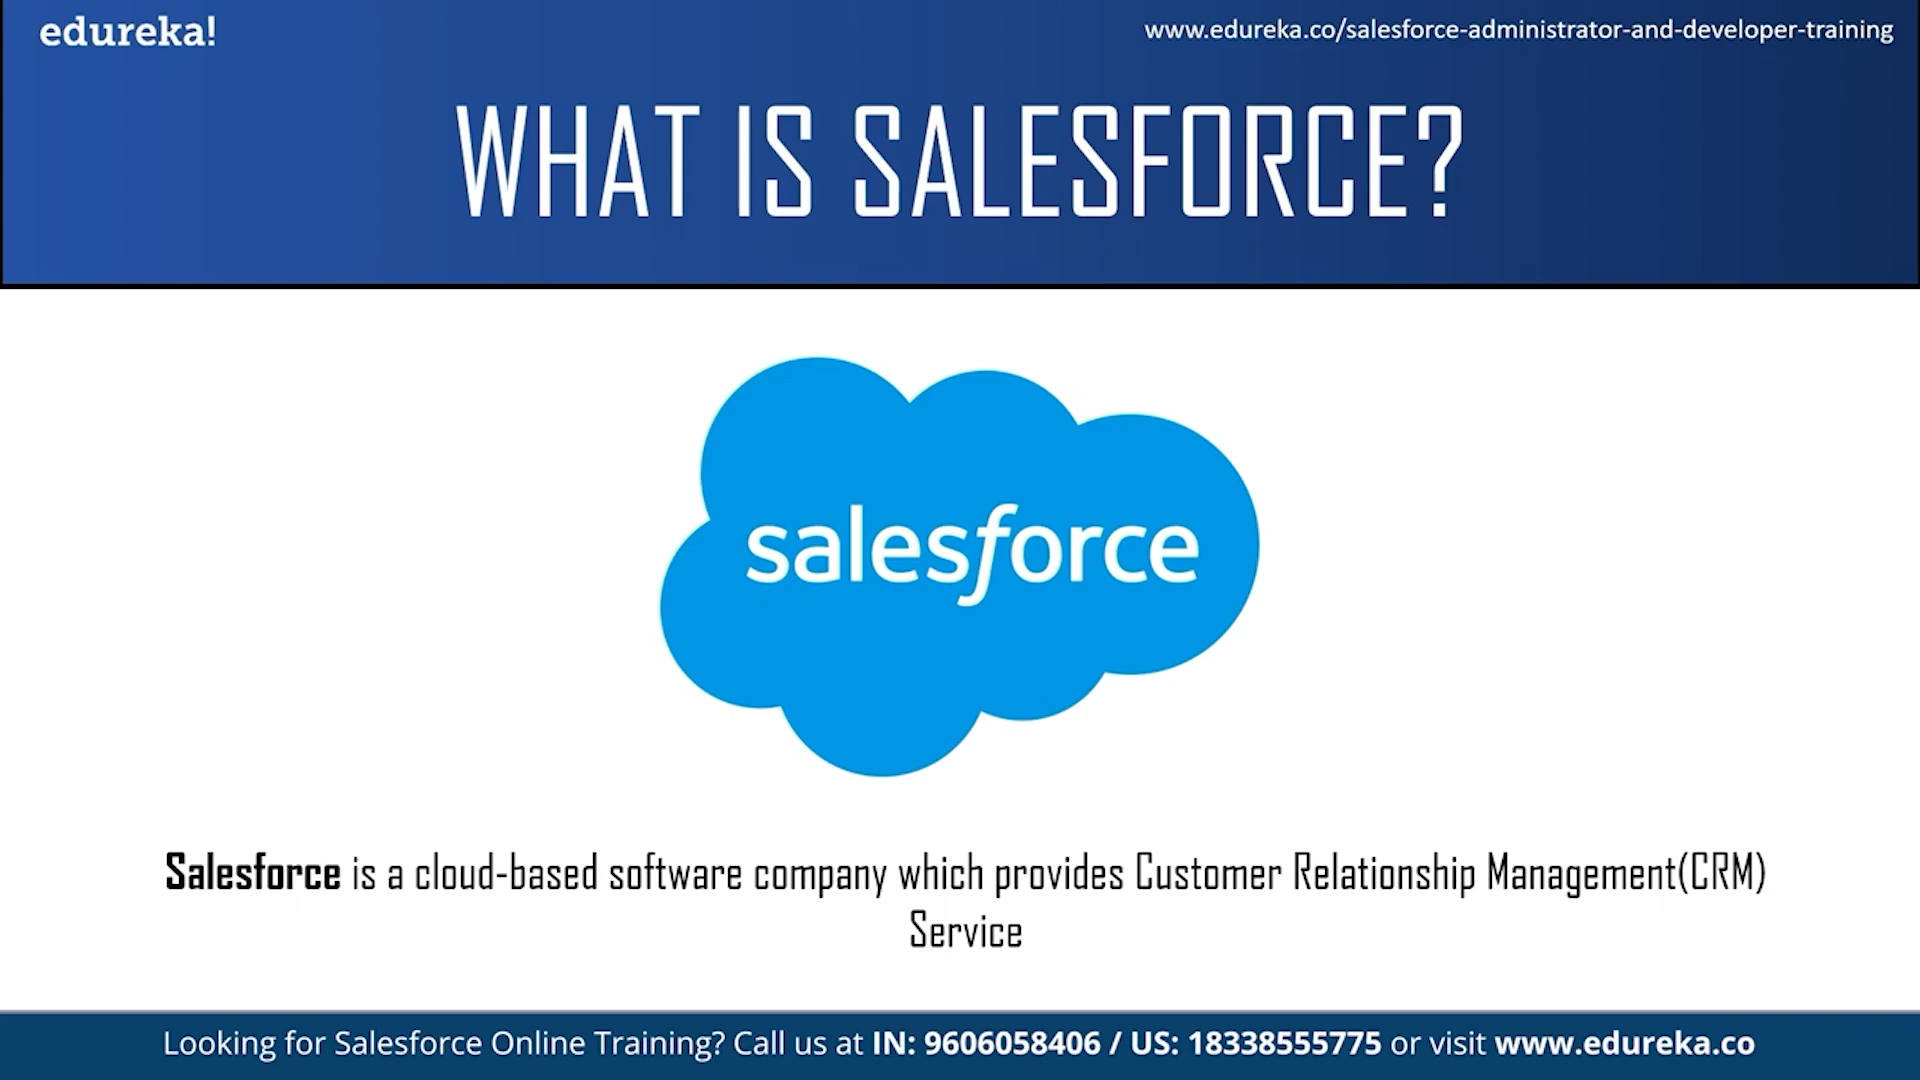 edureka!
www.edureka.co/salesforce-administrator-and-developer-training
WHAT IS SALESFORCE?
salesforce
Salesforce is a cloud-based software company which provides Customer Relationship Management(CRM)
Service
Looking for Salesforce Online Training? Call us at IN: 9606058406 / US: 18338555775 or visit www.edureka.co